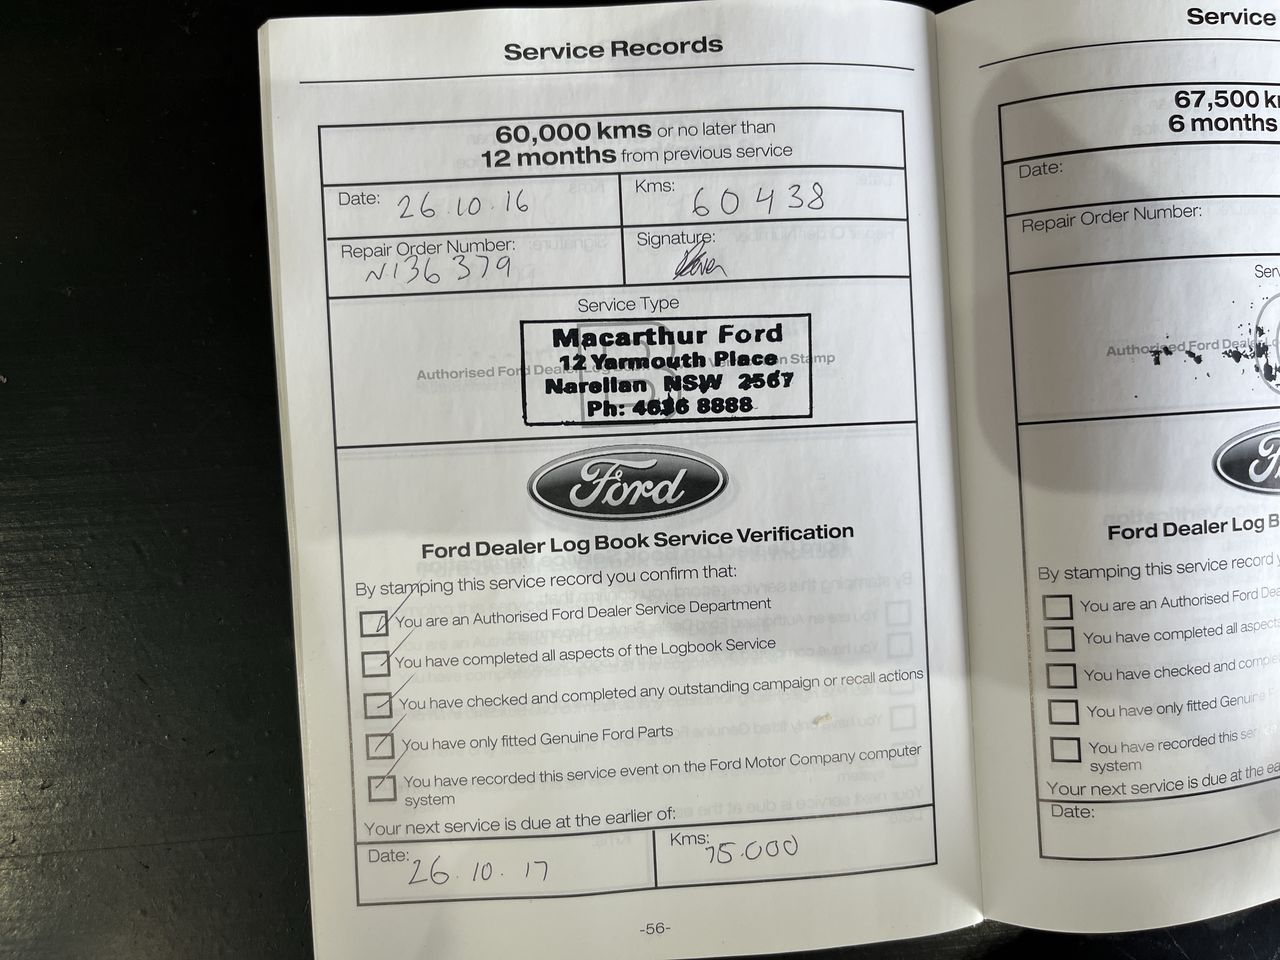 Service Records
60,000 kms or no later than
12 months from previous service
Date: 26.10.16
Kms: 60438
Repair Order Number:
N136379
Signature:
Service Type
B
Macarthur Ford
12 Yarmouth Place
Narellan NSW 2567
Ph: 4636 8888
Authorised Ford Dealer Stamp
Ford
Ford Dealer Log Book Service Verification
By stamping this service record you confirm that:
You are an Authorised Ford Dealer Service Department
You have completed all aspects of the Logbook Service
You have checked and completed any outstanding campaign or recall actions
You have only fitted Genuine Ford Parts
You have recorded this service event on the Ford Motor Company computer
system
Your next service is due at the earlier of:
Date: 26.10.17
Kms: 75.000
-56-
Service
67,500
6 months
Date:
Repair Order Number:
Authorised Ford
Ford Dealer Log
By stamping this service record
You are an Authorised Ford
You have completed all
You have checked and
You have only fitted
You have recorded this
system
Your next service is due at the
Date: